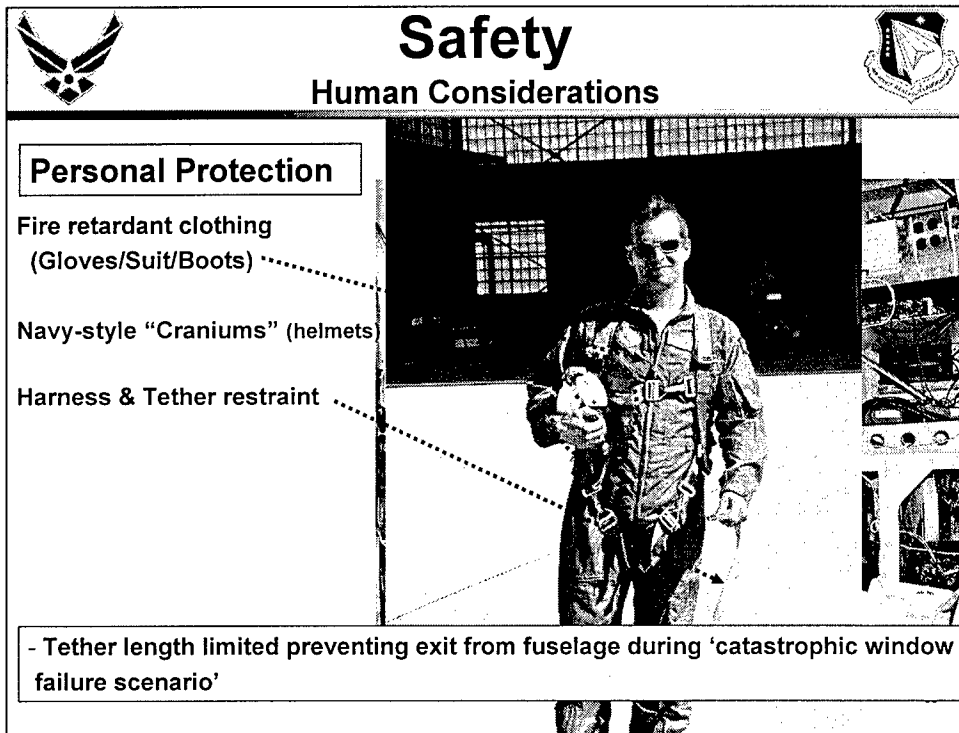 Safety
Human Considerations
Personal Protection
Fire retardant clothing
(Gloves/Suit/Boots)
Navy-style “Craniums” (helmets)
Harness & Tether restraint
- Tether length limited preventing exit from fuselage during ‘catastrophic window
failure scenario’